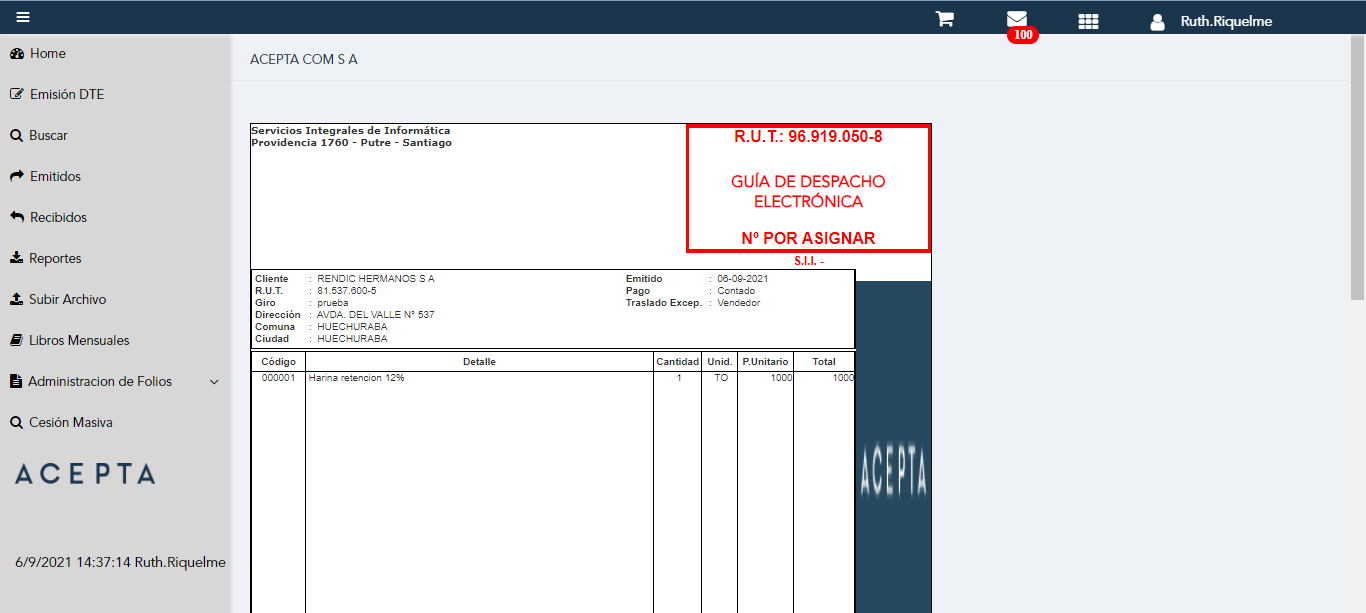 Ruth.Riquelme
100
Home
Emisión DTE
Buscar
Emitidos
Recibidos
Reportes
Subir Archivo
Libros Mensuales
Administracion de Folios
Cesión Masiva
ACEPTA
6/9/2021 14:37:14 Ruth.Riquelme
ACEPTA COM S A
Servicios Integrales de Informática
Providencia 1760 - Putre - Santiago
R.U.T.: 96.919.050-8
GUÍA DE DESPACHO
ELECTRÓNICA
Nº POR ASIGNAR
S.I.I. -
Cliente : RENDIC HERMANOS S A Emitido : 06-09-2021
R.U.T. : 81.537.600-5 Pago : Contado
Giro : prueba Traslado Excep. : Vendedor
Dirección : AVDA. DEL VALLE N° 537
Comuna : HUECHURABA
Ciudad : HUECHURABA
Código Detalle Cantidad Unid. P.Unitario Total
000001 Harina retencion 12% 1 TO 1000 1000
ACEPTA